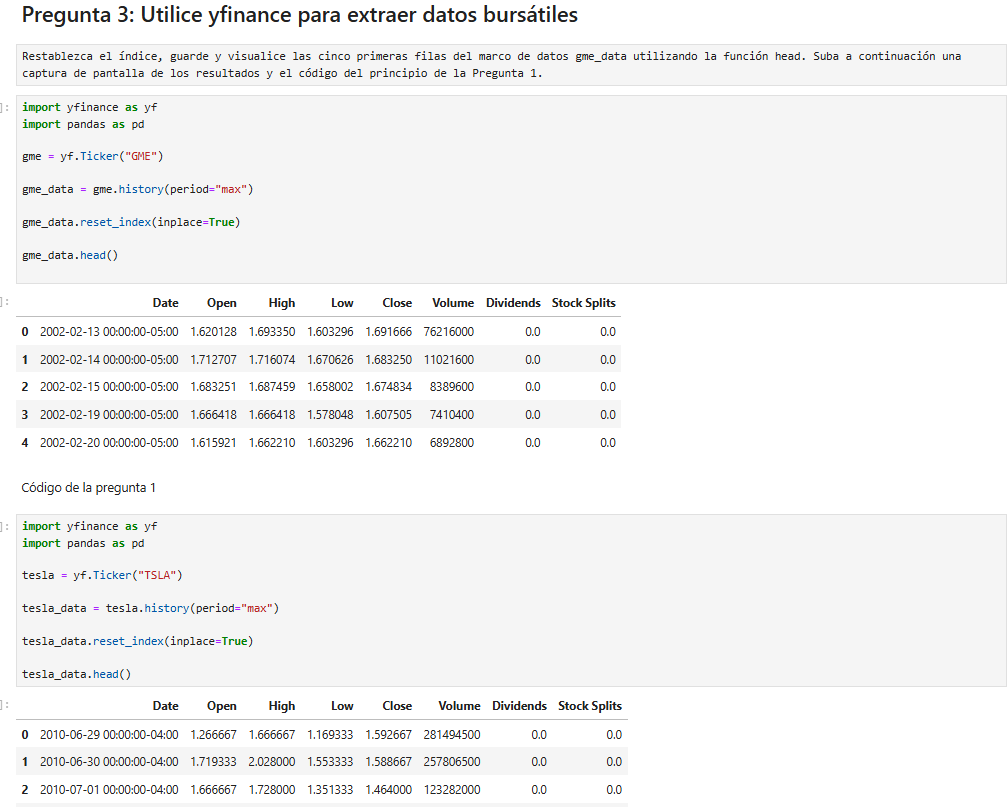 Pregunta 3: Utilice yfinance para extraer datos bursátiles
Restablezca el índice, guarde y visualice las cinco primeras filas del marco de datos gme_data utilizando la función head. Suba a continuación una
captura de pantalla de los resultados y el código del principio de la Pregunta 1.
]:
import yfinance as yf
import pandas as pd
gme = yf.Ticker("GME")
gme_data = gme.history(period="max")
gme_data.reset_index(inplace=True)
gme_data.head()
]:
Date Open High Low Close Volume Dividends Stock Splits
0 2002-02-13 00:00:00-05:00 1.620128 1.693350 1.603296 1.691666 76216000 0.0 0.0
1 2002-02-14 00:00:00-05:00 1.712707 1.716074 1.670626 1.683250 11021600 0.0 0.0
2 2002-02-15 00:00:00-05:00 1.683251 1.687459 1.658002 1.674834 8389600 0.0 0.0
3 2002-02-19 00:00:00-05:00 1.666418 1.666418 1.578048 1.607505 7410400 0.0 0.0
4 2002-02-20 00:00:00-05:00 1.615921 1.662210 1.603296 1.662210 6892800 0.0 0.0
Código de la pregunta 1
]:
import yfinance as yf
import pandas as pd
tesla = yf.Ticker("TSLA")
tesla_data = tesla.history(period="max")
tesla_data.reset_index(inplace=True)
tesla_data.head()
]:
Date Open High Low Close Volume Dividends Stock Splits
0 2010-06-29 00:00:00-04:00 1.266667 1.666667 1.169333 1.592667 281494500 0.0 0.0
1 2010-06-30 00:00:00-04:00 1.719333 2.028000 1.553333 1.588667 257806500 0.0 0.0
2 2010-07-01 00:00:00-04:00 1.666667 1.728000 1.351333 1.464000 123282000 0.0 0.0